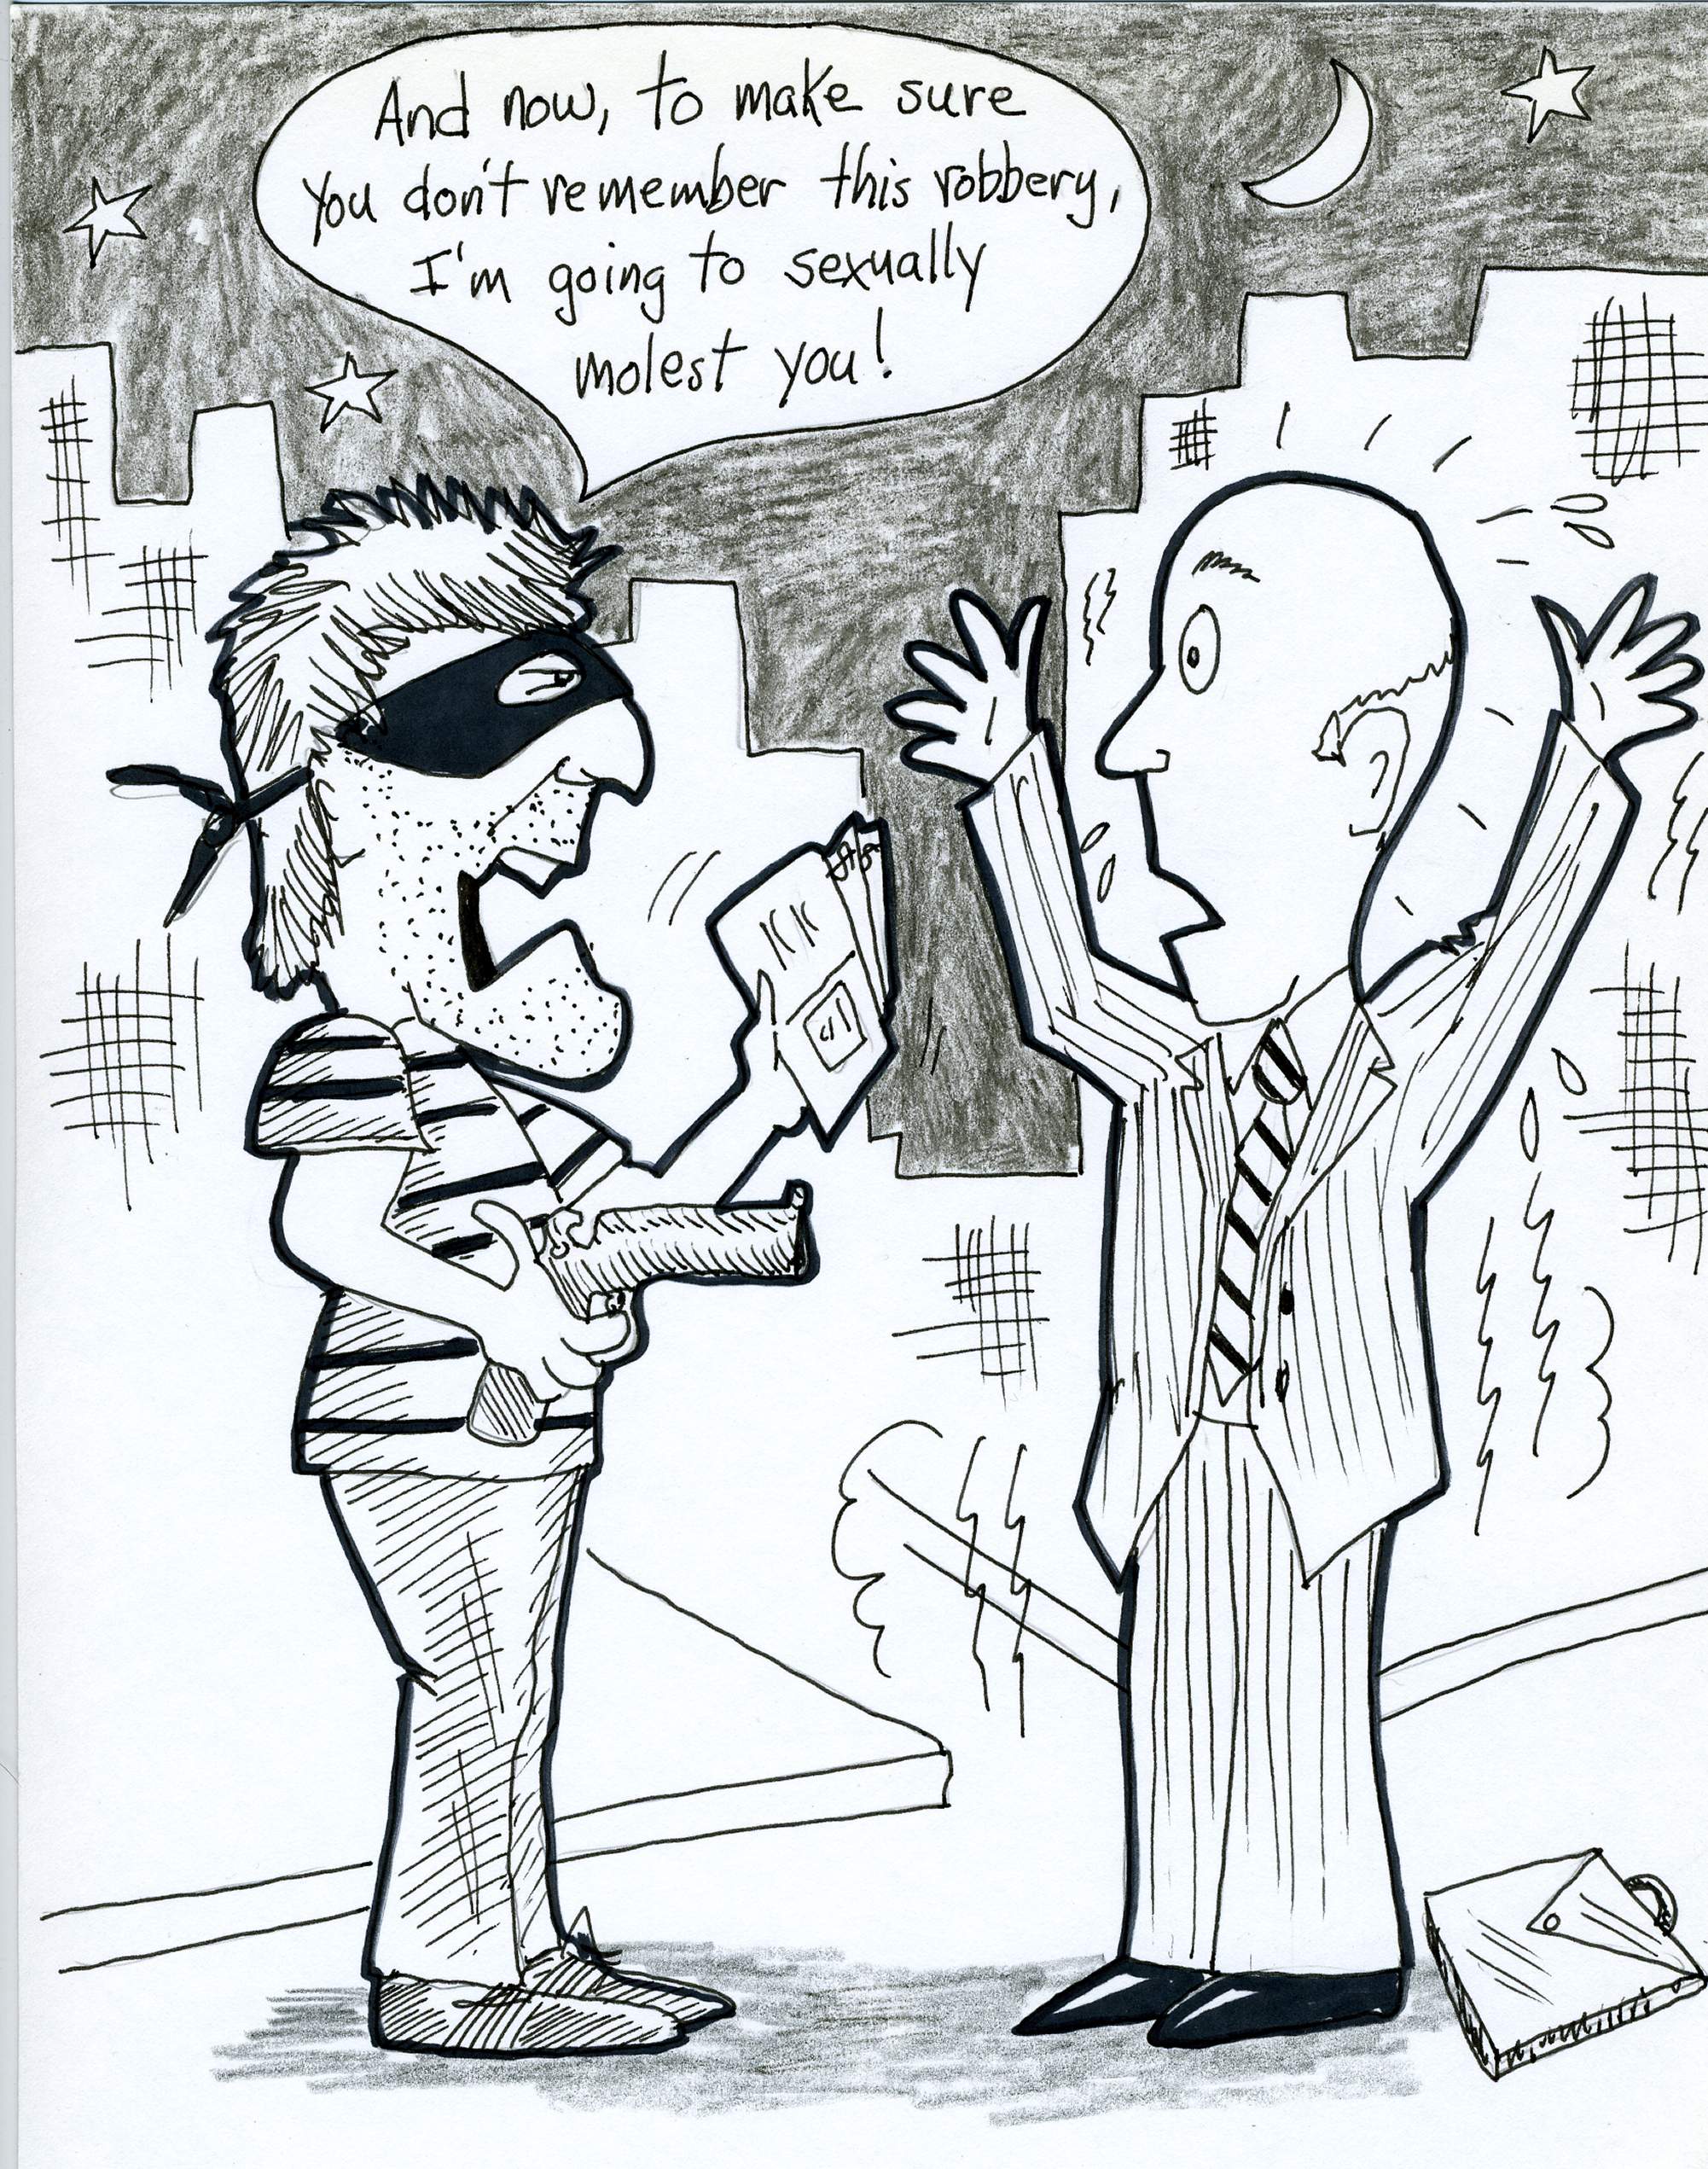 And now, to make sure
you don't remember this robbery,
I'm going to sexually
molest you!